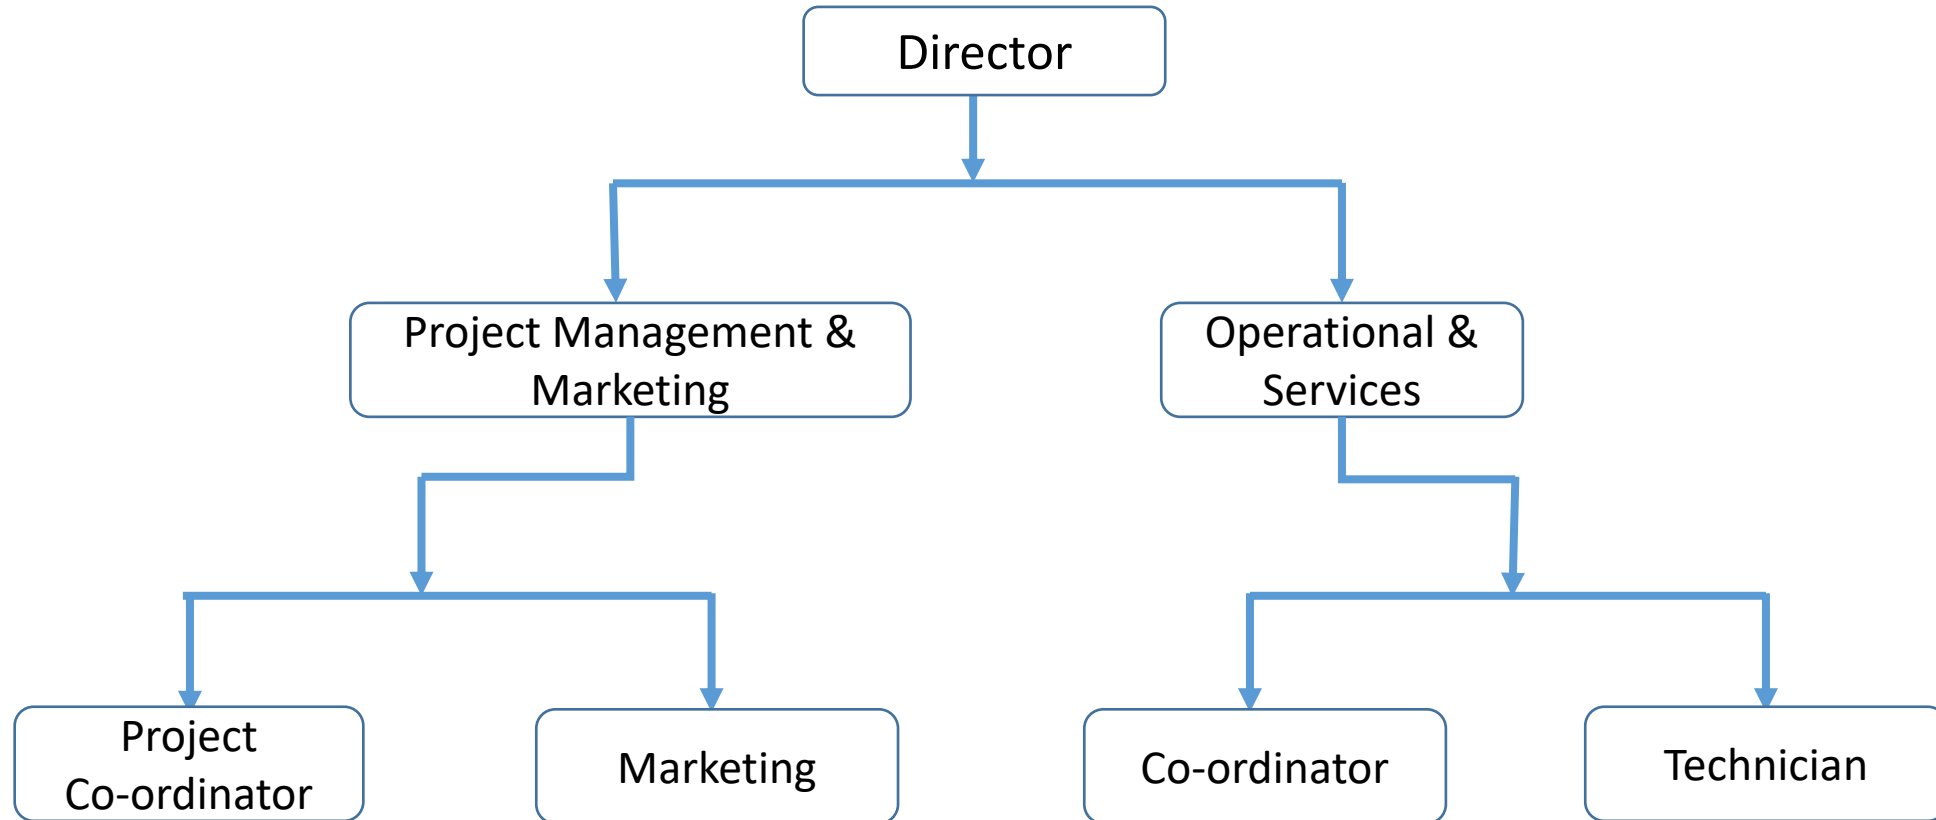 Director
Project Management &
Marketing
Operational &
Services
Project
Co-ordinator
Marketing
Co-ordinator
Technician